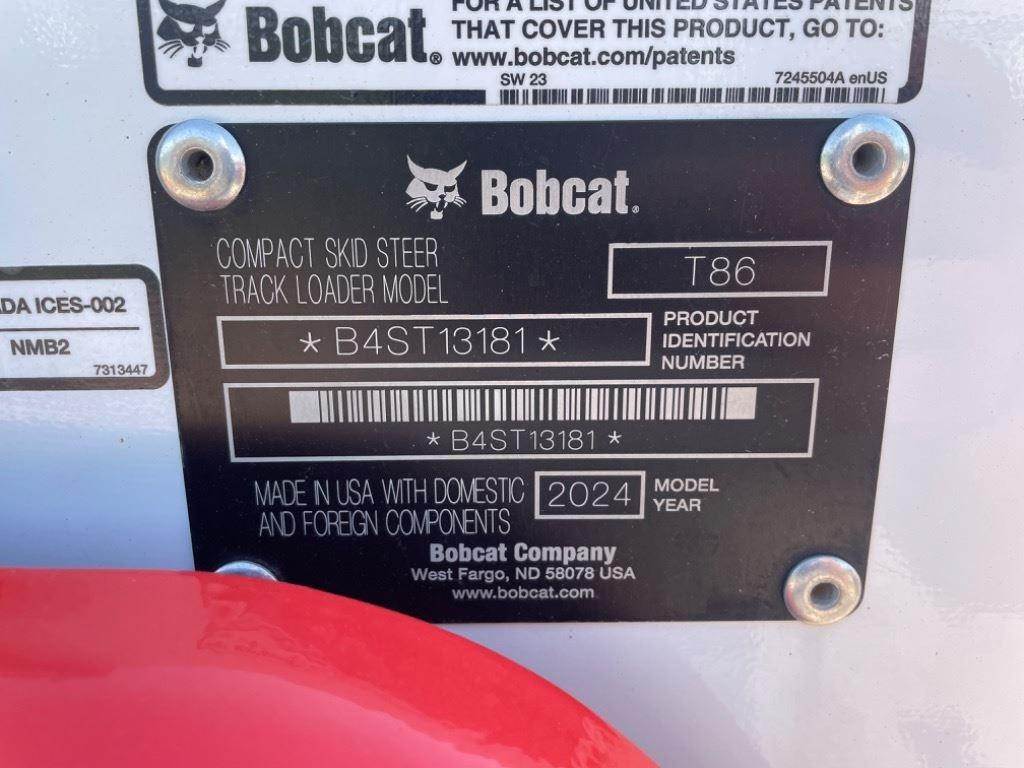 Bobcat®
FOR A LIST OF UNITED STATES PATENTS
THAT COVER THIS PRODUCT, GO TO:
www.bobcat.com/patents
SW 23
7245504A enUS
DA ICES-002
NMB2
7313447
Bobcat®
COMPACT SKID STEER
TRACK LOADER MODEL
T86
*B4ST13181*
PRODUCT
IDENTIFICATION
NUMBER
*B4ST13181*
MADE IN USA WITH DOMESTIC
AND FOREIGN COMPONENTS
2024
MODEL
YEAR
Bobcat Company
West Fargo, ND 58078 USA
www.bobcat.com